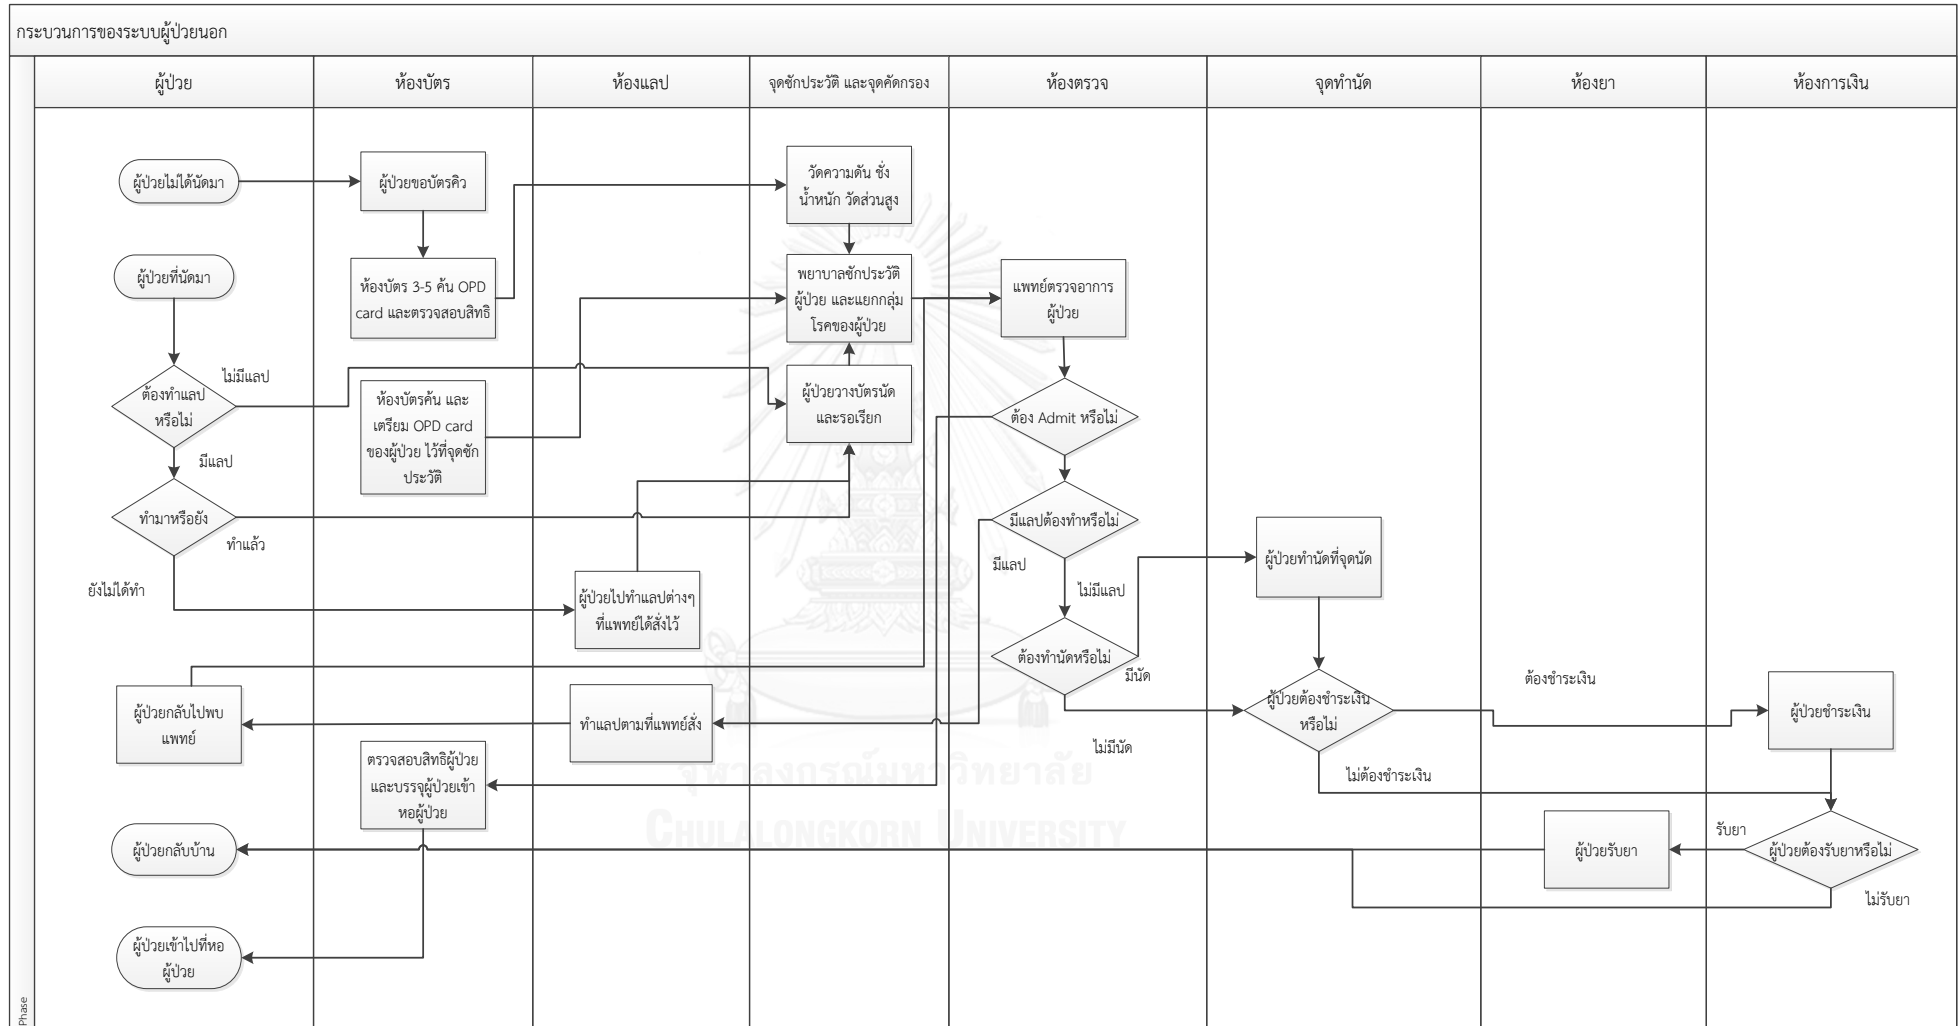 กระบวนการของระบบผู้ป่วยนอก
ผู้ป่วย
ห้องบัตร
ห้องแลป
จุดซักประวัติ และจุดคัดกรอง
ห้องตรวจ
จุดทำนัด
ห้องยา
ห้องการเงิน
ผู้ป่วยไม่ได้นัดมา
ผู้ป่วยขอบัตรคิว
วัดความดัน ชั่ง
น้ำหนัก วัดส่วนสูง
ผู้ป่วยที่นัดมา
ห้องบัตร 3-5 ค้น OPD
card และตรวจสอบสิทธิ
พยาบาลซักประวัติ
ผู้ป่วย และแยกกลุ่ม
โรคของผู้ป่วย
แพทย์ตรวจอาการ
ผู้ป่วย
ไม่มีแลป
ต้องทำแลป
หรือไม่
ห้องบัตรค้น และ
เตรียม OPD card
ของผู้ป่วย ไว้ที่จุดซัก
ประวัติ
ผู้ป่วยวางบัตรนัด
และรอเรียก
ต้อง Admit หรือไม่
มีแลป
ทำมาหรือยัง
ทำแล้ว
ยังไม่ได้ทำ
มีแลปต้องทำหรือไม่
มีแลป
ไม่มีแลป
ผู้ป่วยทำนัดที่จุดนัด
ผู้ป่วยไปทำแลปต่างๆ
ที่แพทย์ได้สั่งไว้
ต้องทำนัดหรือไม่
มีนัด
ไม่มีนัด
ผู้ป่วยต้องชำระเงิน
หรือไม่
ต้องชำระเงิน
ไม่ต้องชำระเงิน
ผู้ป่วยชำระเงิน
ผู้ป่วยกลับไปพบ
แพทย์
ทำแลปตามที่แพทย์สั่ง
ตรวจสอบสิทธิผู้ป่วย
และบรรจุผู้ป่วยเข้า
หอผู้ป่วย
จุฬาลงกรณ์มหาวิทยาลัย
CHULALONGKORN UNIVERSITY
ผู้ป่วยกลับบ้าน
ผู้ป่วยรับยา
รับยา
ผู้ป่วยต้องรับยาหรือไม่
ไม่รับยา
ผู้ป่วยเข้าไปที่หอ
ผู้ป่วย
Phase